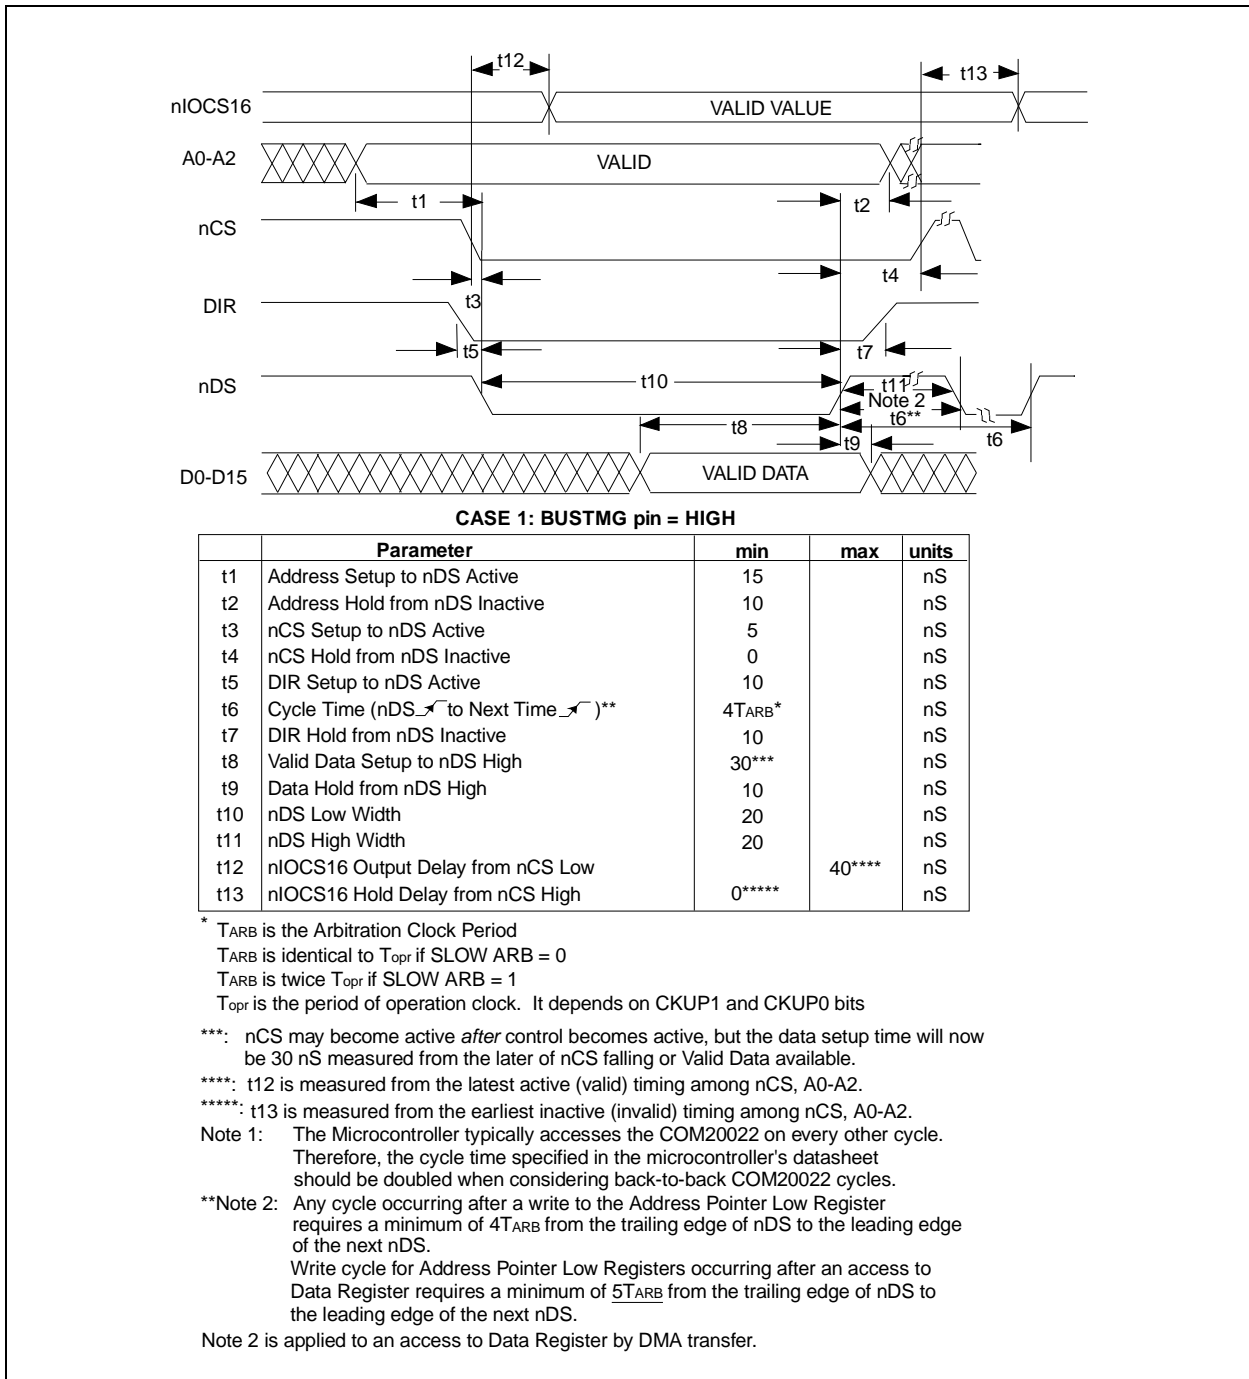 t12
t13
nIOCS16
VALID VALUE
A0-A2
VALID
t1
t2
nCS
t4
t3
DIR
t5
t7
nDS
t10
t11
Note 2
t6**
t8
t6
t9
D0-D15
VALID DATA
CASE 1: BUSTMG pin = HIGH
Parameter min max units
t1 Address Setup to nDS Active 15 nS
t2 Address Hold from nDS Inactive 10 nS
t3 nCS Setup to nDS Active 5 nS
t4 nCS Hold from nDS Inactive 0 nS
t5 DIR Setup to nDS Active 10 nS
t6 Cycle Time (nDS to Next Time )** 4TARB* nS
t7 DIR Hold from nDS Inactive 10 nS
t8 Valid Data Setup to nDS High 30*** nS
t9 Data Hold from nDS High 10 nS
t10 nDS Low Width 20 nS
t11 nDS High Width 20 nS
t12 nIOCS16 Output Delay from nCS Low 40**** nS
t13 nIOCS16 Hold Delay from nCS High 0***** nS
* TARB is the Arbitration Clock Period
TARB is identical to Topr if SLOW ARB = 0
TARB is twice Topr if SLOW ARB = 1
Topr is the period of operation clock. It depends on CKUP1 and CKUP0 bits
***: nCS may become active after control becomes active, but the data setup time will now
be 30 nS measured from the later of nCS falling or Valid Data available.
****: t12 is measured from the latest active (valid) timing among nCS, A0-A2.
*****: t13 is measured from the earliest inactive (invalid) timing among nCS, A0-A2.
Note 1: The Microcontroller typically accesses the COM20022 on every other cycle.
Therefore, the cycle time specified in the microcontroller's datasheet
should be doubled when considering back-to-back COM20022 cycles.
**Note 2: Any cycle occurring after a write to the Address Pointer Low Register
requires a minimum of 4TARB from the trailing edge of nDS to the leading edge
of the next nDS.
Write cycle for Address Pointer Low Registers occurring after an access to
Data Register requires a minimum of 5TARB from the trailing edge of nDS to
the leading edge of the next nDS.
Note 2 is applied to an access to Data Register by DMA transfer.